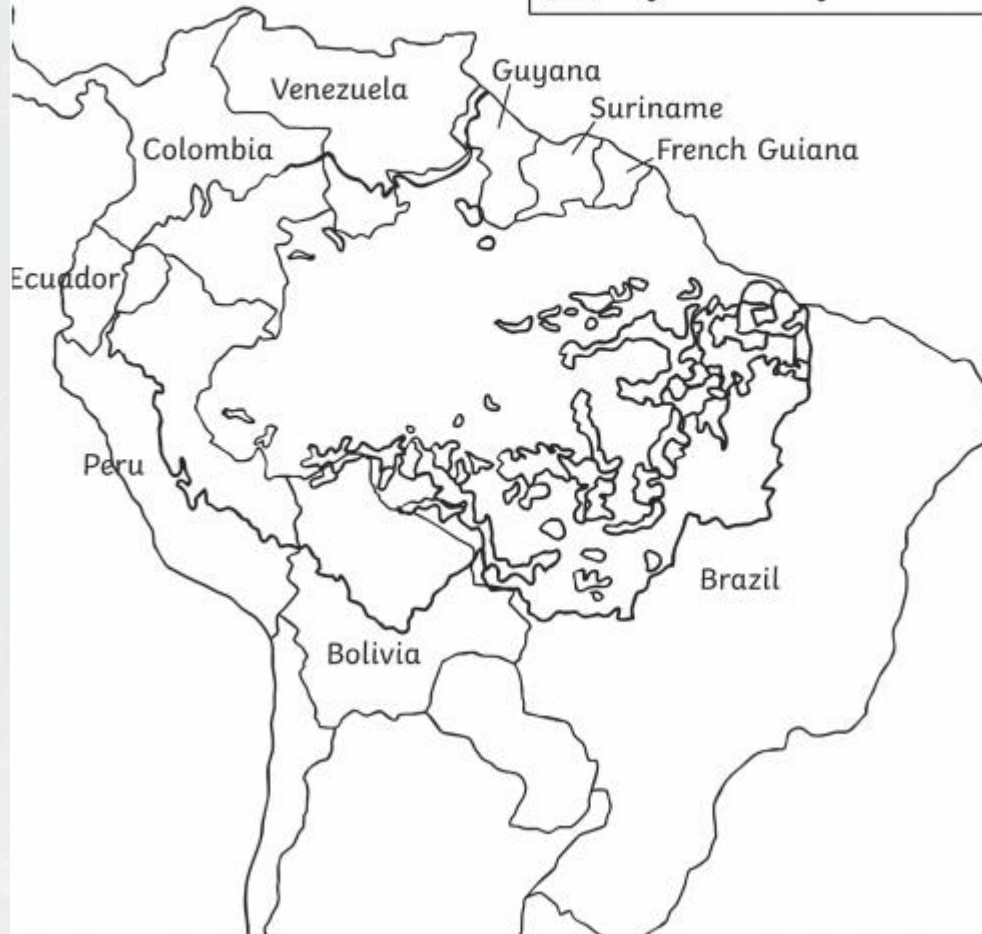 Guyana
Venezuela
Suriname
Colombia
French Guiana
Ecuador
Peru
Brazil
Bolivia